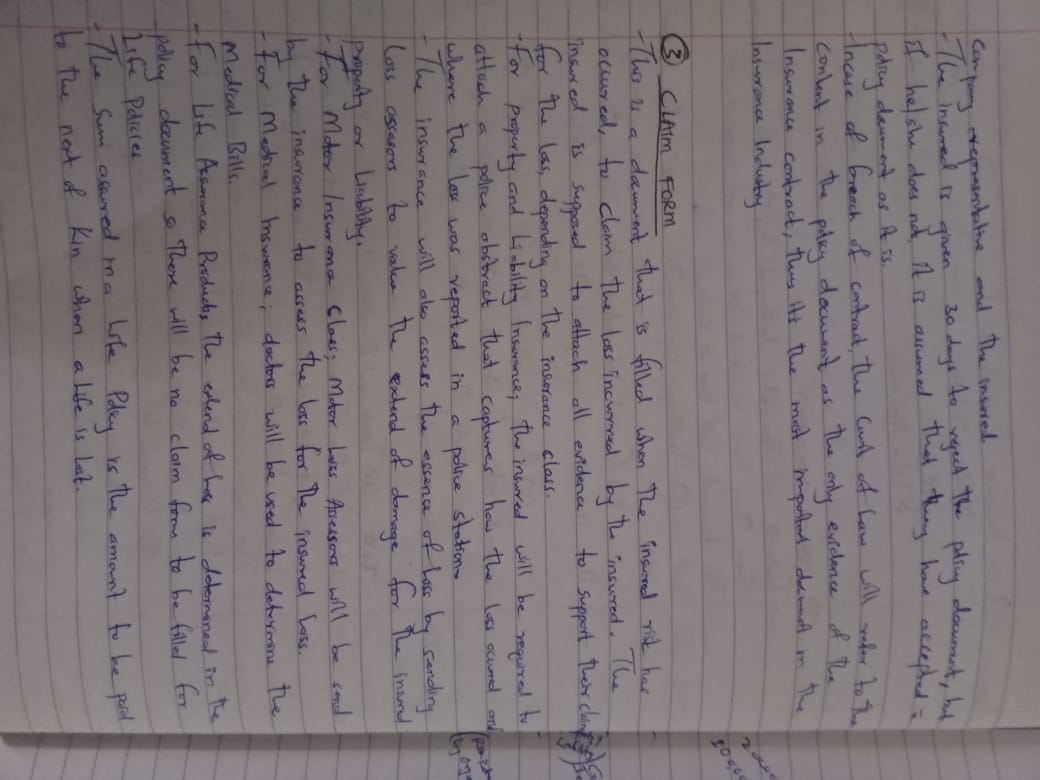 company representative and the insured
- The insured is given 30 days to reject the policy document, but
if he/she does not, it is assumed that they have accepted =
policy document as it is.
- Incase of breach of contract, the Court of Law will refer to the
content in the policy document as the only evidence of the
Insurance contract, thus its the most important document in the
Insurance Industry
③ CLAIM FORM
- This is a document that is filled when the insured risk has
occurred, to claim the loss incurred by the insured. The
insured is supposed to attach all evidence to support their claim
for the loss, depending on the insurance class.
- For property and Liability Insurance; the insured will be required to
attach a police abstract that captures how the loss occured and
where the loss was reported in a police station.
- The insurance will also assess the essence of loss by sending
Loss assessors to value the extend of damage for the insured
property or Liability.
- For Motor Insurance class; Motor Loss Assessors will be send
by the insurance to assess the loss for the insured loss.
- For Medical Insurance; doctors will be used to determine the
Medical Bills.
- For Life Assurance Products, the extend of loss is determined in the
policy document so there will be no claim form to be filled for
Life Policies
- The Sum assured in a Life Policy is the amount to be paid
to the next of Kin when a life is lost.